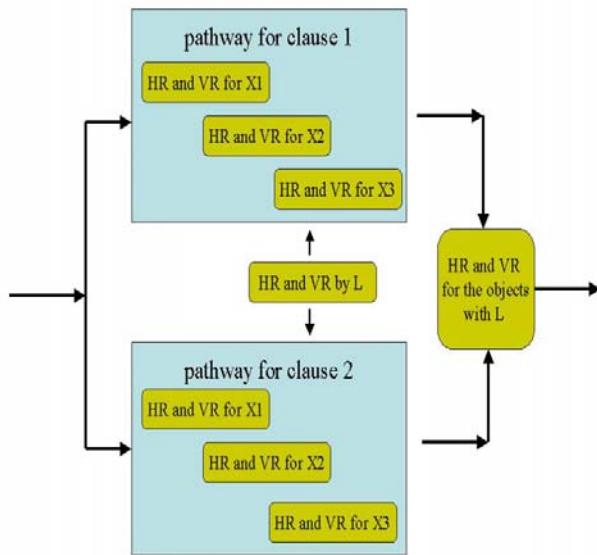 pathway for clause 1
HR and VR for X1
HR and VR for X2
HR and VR for X3
HR and VR by L
HR and VR
for the objects
with L
pathway for clause 2
HR and VR for X1
HR and VR for X2
HR and VR for X3